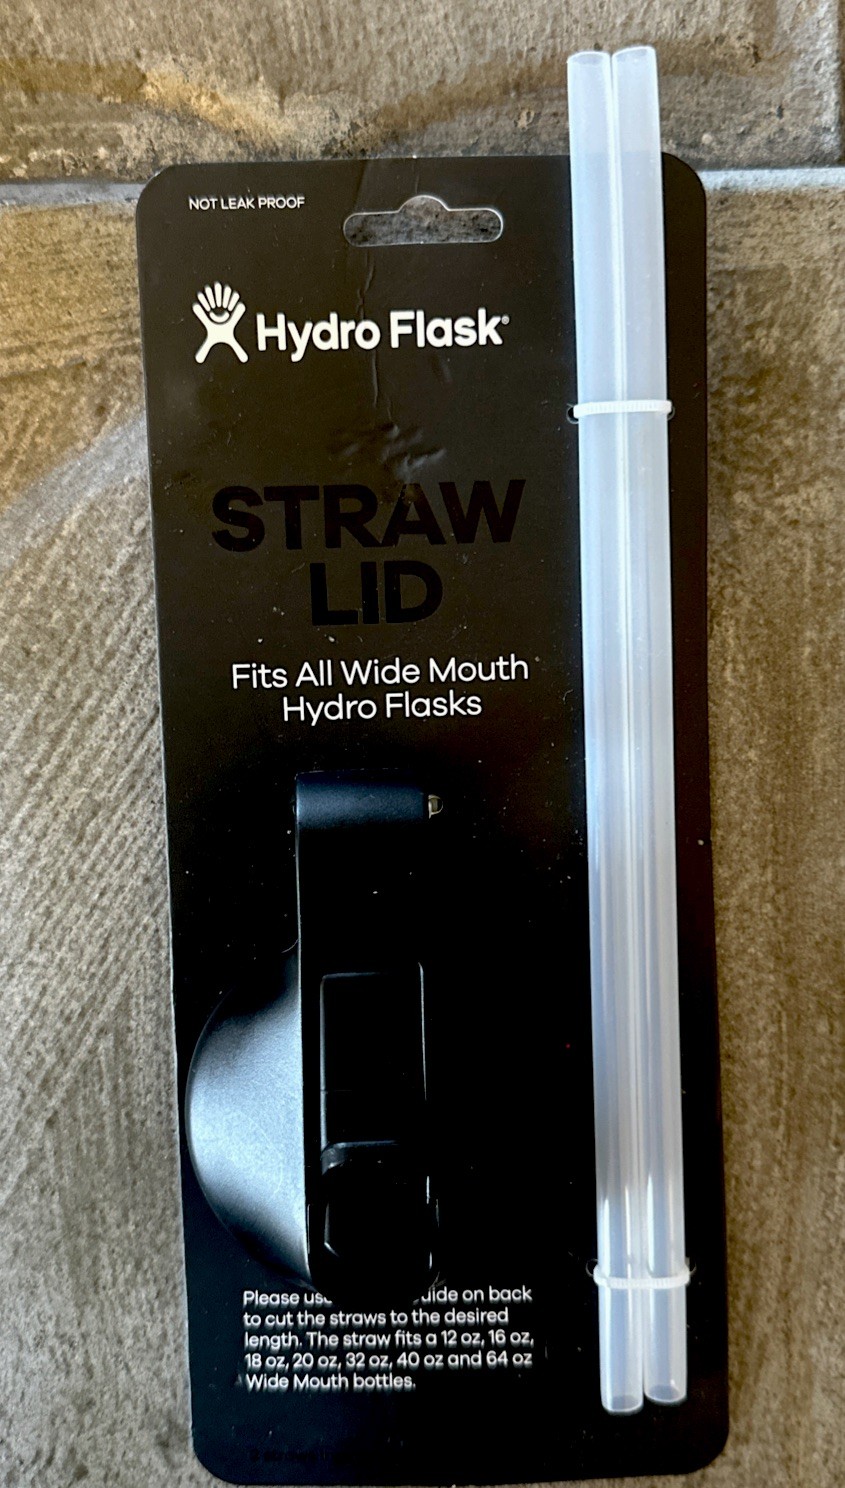 NOT LEAK PROOF
Hydro Flask®
STRAW
LID
Fits All Wide Mouth
Hydro Flasks
Please on back
to cut the straws to the desired
length. The straw fits a 12 oz, 16 oz,
18 oz, 20 oz, 32 oz, 40 oz and 64 oz
Wide Mouth bottles.